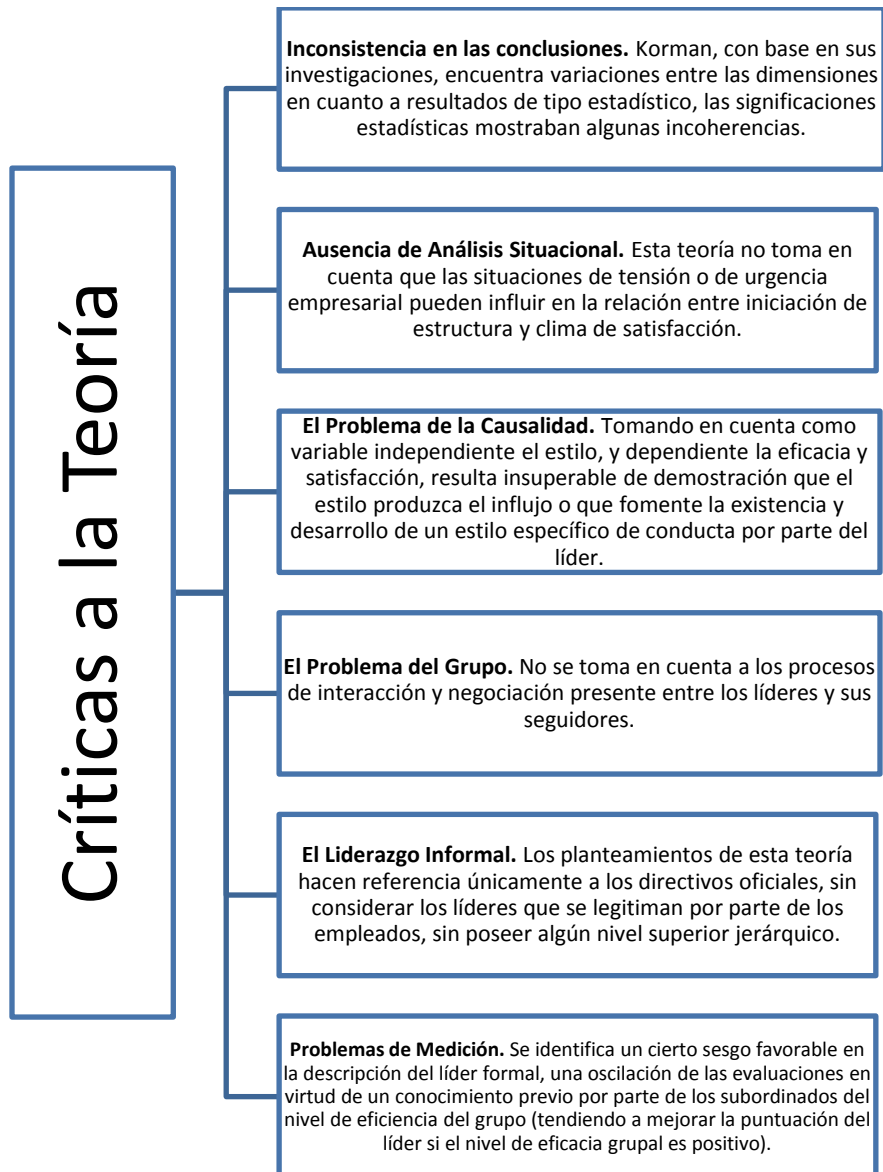 Críticas a la Teoría
Inconsistencia en las conclusiones. Korman, con base en sus
investigaciones, encuentra variaciones entre las dimensiones
en cuanto a resultados de tipo estadístico, las significaciones
estadísticas mostraban algunas incoherencias.
Ausencia de Análisis Situacional. Esta teoría no toma en
cuenta que las situaciones de tensión o de urgencia
empresarial pueden influir en la relación entre iniciación de
estructura y clima de satisfacción.
El Problema de la Causalidad. Tomando en cuenta como
variable independiente el estilo, y dependiente la eficacia y
satisfacción, resulta insuperable de demostración que el
estilo produzca el influjo o que fomente la existencia y
desarrollo de un estilo específico de conducta por parte del
líder.
El Problema del Grupo. No se toma en cuenta a los procesos
de interacción y negociación presente entre los líderes y sus
seguidores.
El Liderazgo Informal. Los planteamientos de esta teoría
hacen referencia únicamente a los directivos oficiales, sin
considerar los líderes que se legitiman por parte de los
empleados, sin poseer algún nivel superior jerárquico.
Problemas de Medición. Se identifica un cierto sesgo favorable en
la descripción del líder formal, una oscilación de las evaluaciones en
virtud de un conocimiento previo por parte de los subordinados del
nivel de eficiencia del grupo (tendiendo a mejorar la puntuación del
líder si el nivel de eficacia grupal es positivo).